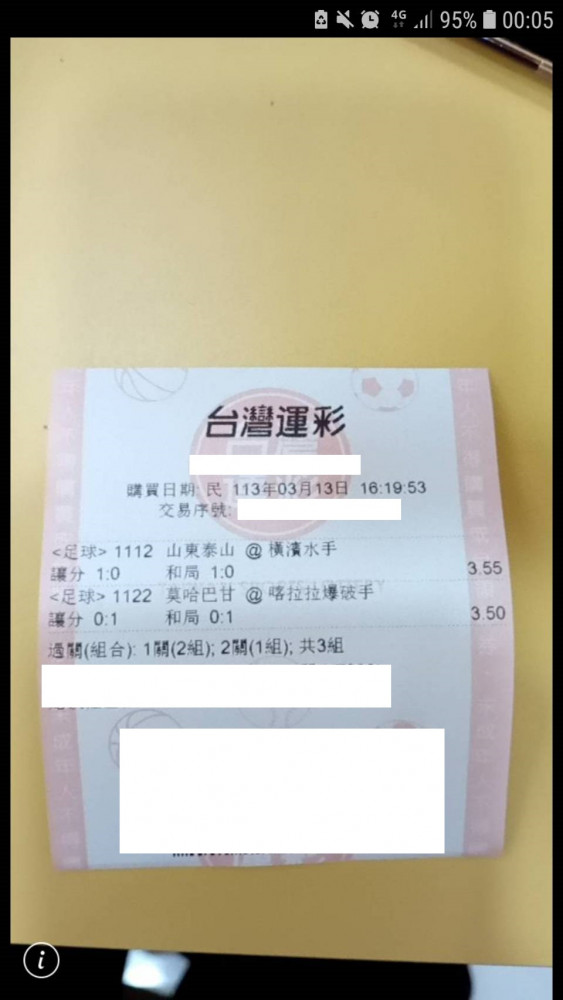 4G 95% 00:05
台灣運彩
購買日期: 民 113年03月13日 16:19:53
交易序號:
<足球> 1112 山東泰山 @ 橫濱水手
讓分 1:0 和局 1:0 3.55
<足球> 1122 莫哈巴甘 @ 喀拉拉爆破手
讓分 0:1 和局 0:1 3.50
過關(組合): 1關(2組); 2關(1組); 共3組